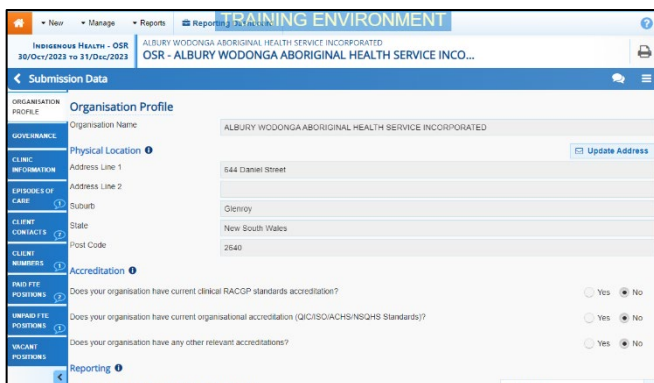 New
Manage
Reports
Reporting
TRAINING ENVIRONMENT
INDIGENOUS HEALTH - OSR
30/OCT/2023 TO 31/DEC/2023
ALBURY WODONGA ABORIGINAL HEALTH SERVICE INCORPORATED
OSR - ALBURY WODONGA ABORIGINAL HEALTH SERVICE INCO...
Submission Data
ORGANISATION
PROFILE
GOVERNANCE
CLINIC
INFORMATION
EPISODES OF
CARE
CLIENT
CONTACTS
CLIENT
NUMBERS
PAID FTE
POSITIONS
UNPAID FTE
POSITIONS
VACANT
POSITIONS
Organisation Profile
Organisation Name
ALBURY WODONGA ABORIGINAL HEALTH SERVICE INCORPORATED
Physical Location
Update Address
Address Line 1
644 Daniel Street
Address Line 2
Suburb
Glenroy
State
New South Wales
Post Code
2640
Accreditation
Does your organisation have current clinical RACGP standards accreditation?
Yes No
Does your organisation have current organisational accreditation (QIC/ISO/ACHS/NSQHS Standards)?
Yes No
Does your organisation have any other relevant accreditations?
Yes No
Reporting